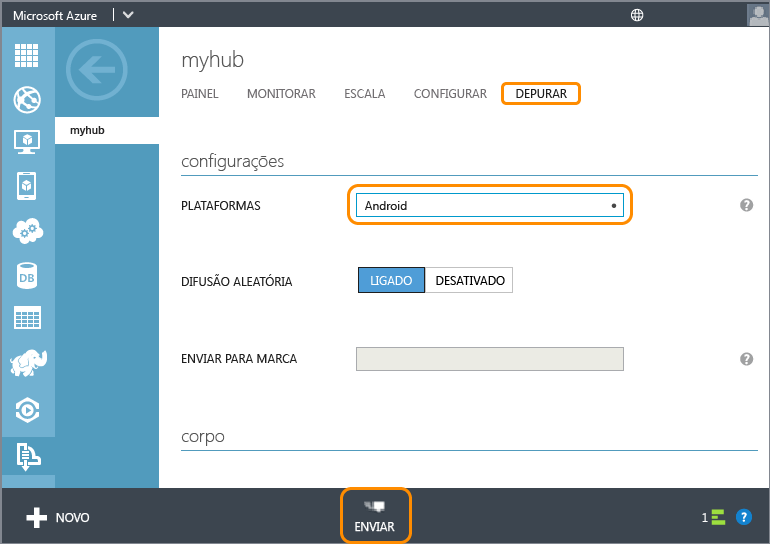 Microsoft Azure
myhub
myhub
PAINEL MONITORAR ESCALA CONFIGURAR DEPURAR
configurações
PLATAFORMAS Android ?
DIFUSÃO ALEATÓRIA LIGADO DESATIVADO
ENVIAR PARA MARCA ?
DB
corpo
NOVO ENVIAR 1 ?